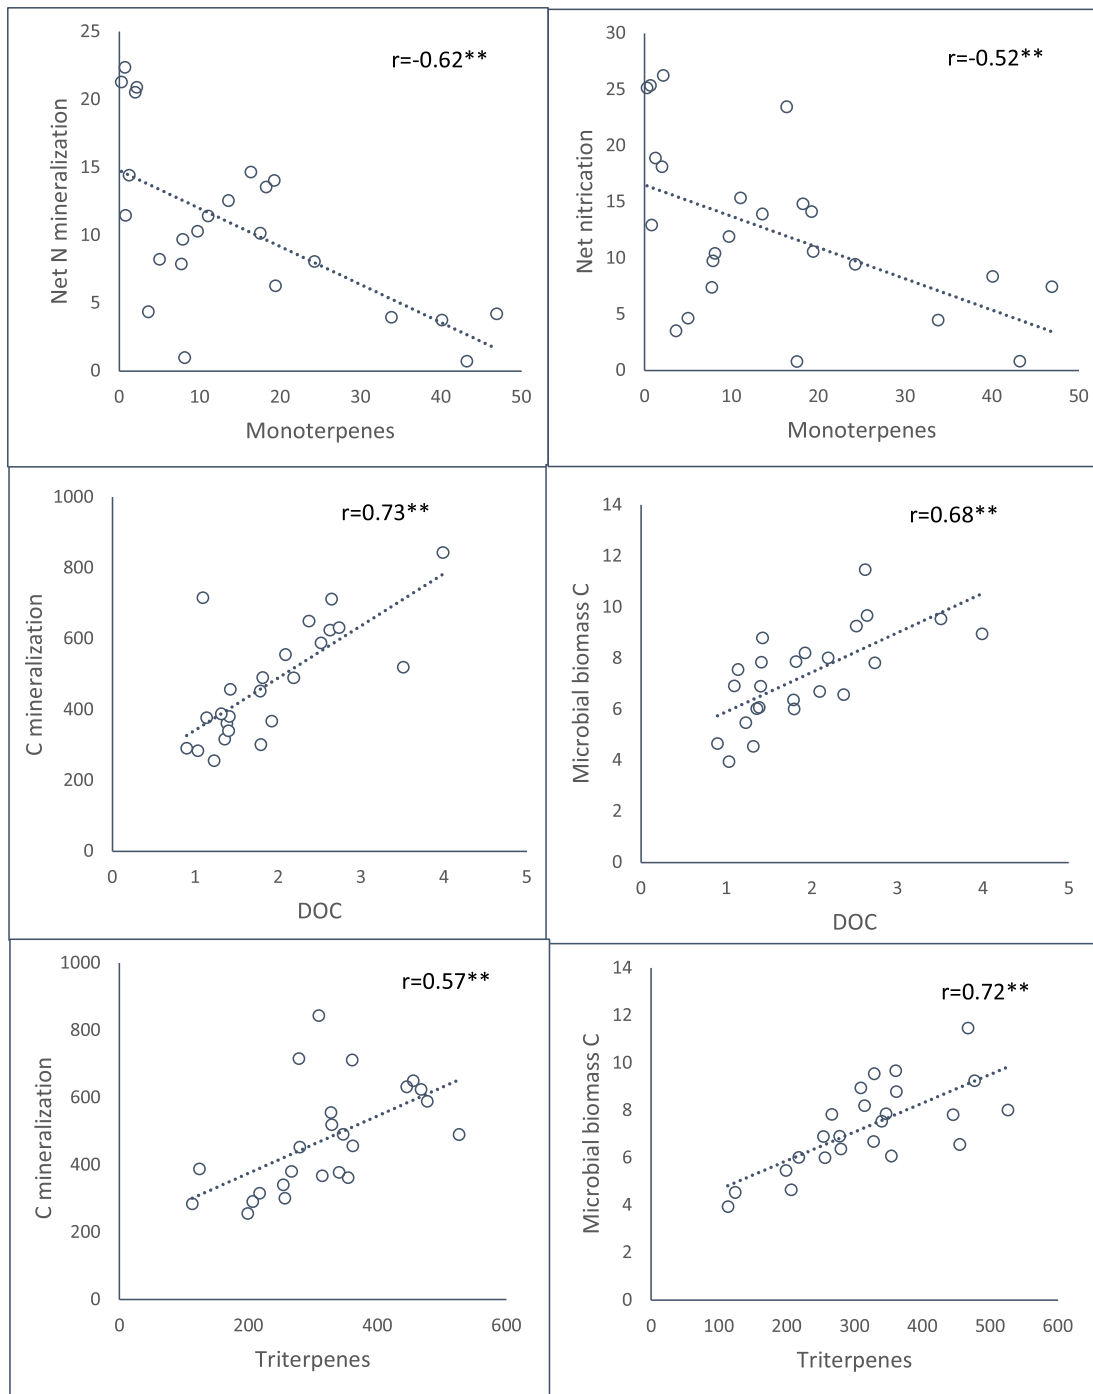 r=-0.62**
25
20
15
10
5
0
Net N mineralization
0 10 20 30 40 50
Monoterpenes
r=-0.52**
30
25
20
15
10
5
0
Net nitrication
0 10 20 30 40 50
Monoterpenes
r=0.73**
1000
800
600
400
200
0
C mineralization
0 1 2 3 4 5
DOC
r=0.68**
14
12
10
8
6
4
2
0
Microbial biomass C
0 1 2 3 4 5
DOC
r=0.57**
1000
800
600
400
200
0
C mineralization
0 200 400 600
Triterpenes
r=0.72**
14
12
10
8
6
4
2
0
Microbial biomass C
0 100 200 300 400 500 600
Triterpenes